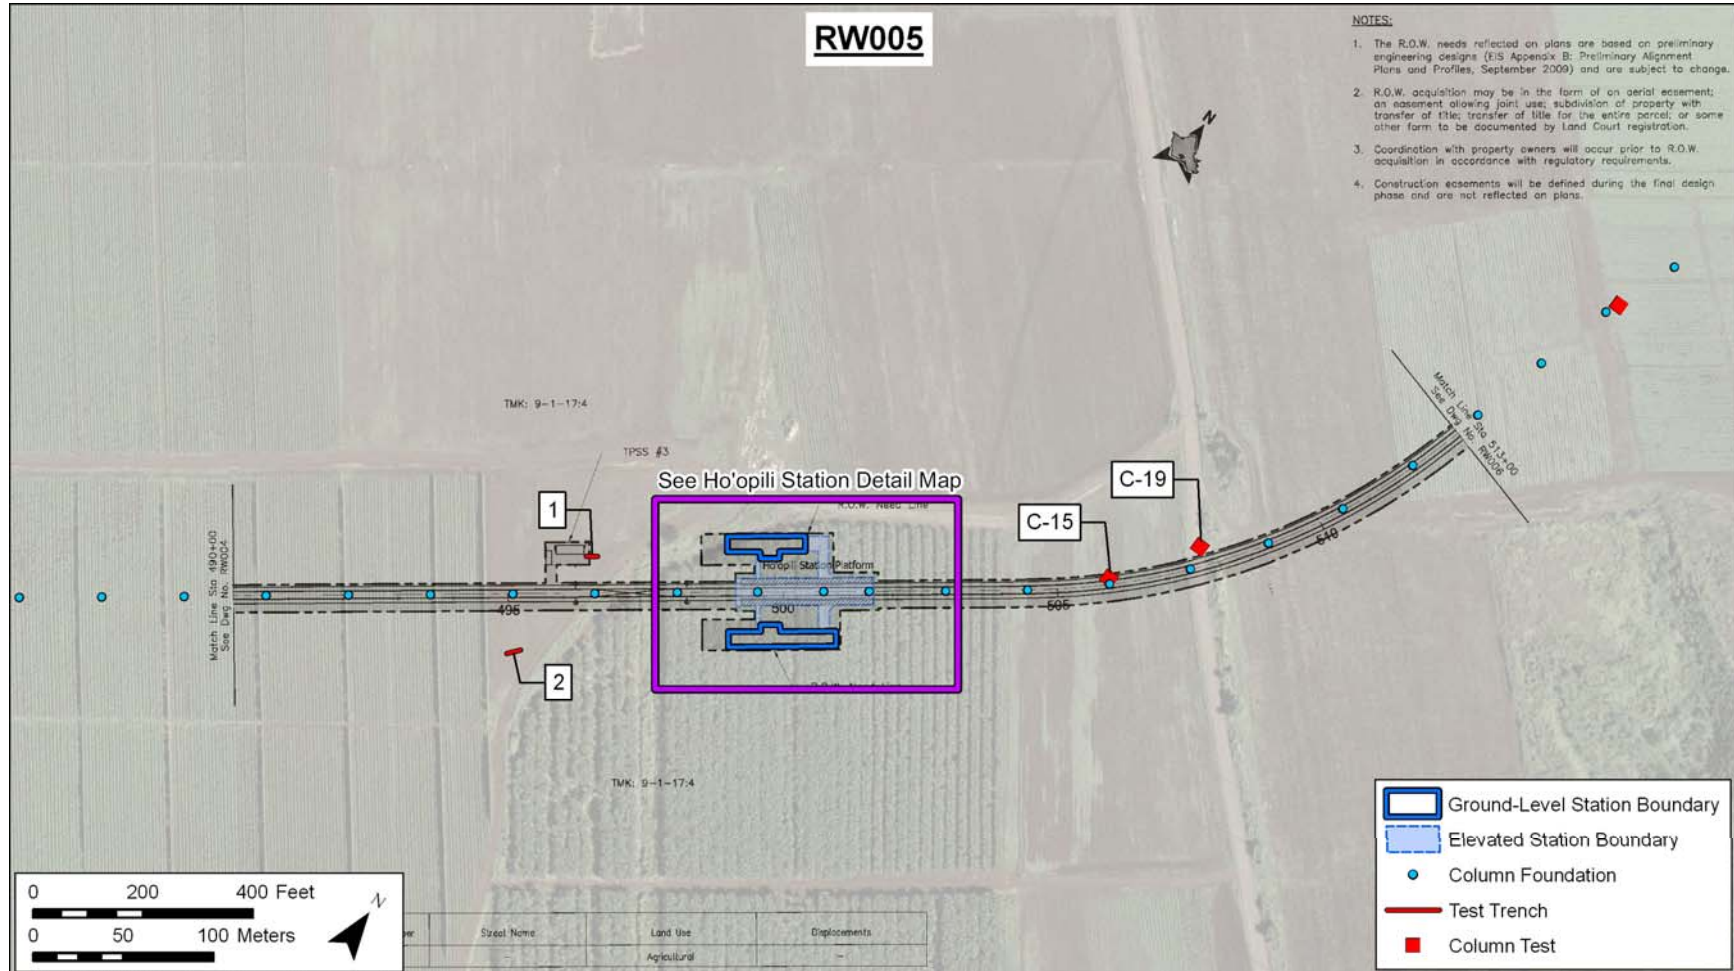 RW005
NOTES:
1. The R.O.W. needs reflected on plans are based on preliminary
engineering designs (EIS Appendix B: Preliminary Alignment
Plans and Profiles, September 2009) and are subject to change.
2. R.O.W. acquisition may be in the form of an aerial easement;
an easement allowing joint use; subdivision of property with
transfer of title; transfer of title for the entire parcel; or some
other form to be documented by Land Court registration.
3. Coordination with property owners will occur prior to R.O.W.
acquisition in accordance with regulatory requirements.
4. Construction easements will be defined during the final design
phase and are not reflected on plans.
N
TMK: 9-1-17:4
TPSS #3
See Ho'opili Station Detail Map
R.O.W. Need Line
1
C-19
C-15
Match Line Sta. 513+00
See Dwg No. RW006
Match Line Sta 490+00
See Dwg No. RW004
Ho'opili Station Platform
495
500
505
510
2
TMK: 9-1-17:4
Ground-Level Station Boundary
Elevated Station Boundary
Column Foundation
Test Trench
Column Test
0 200 400 Feet
0 50 100 Meters
N
er Street Name Land Use Displacements
– Agricultural –